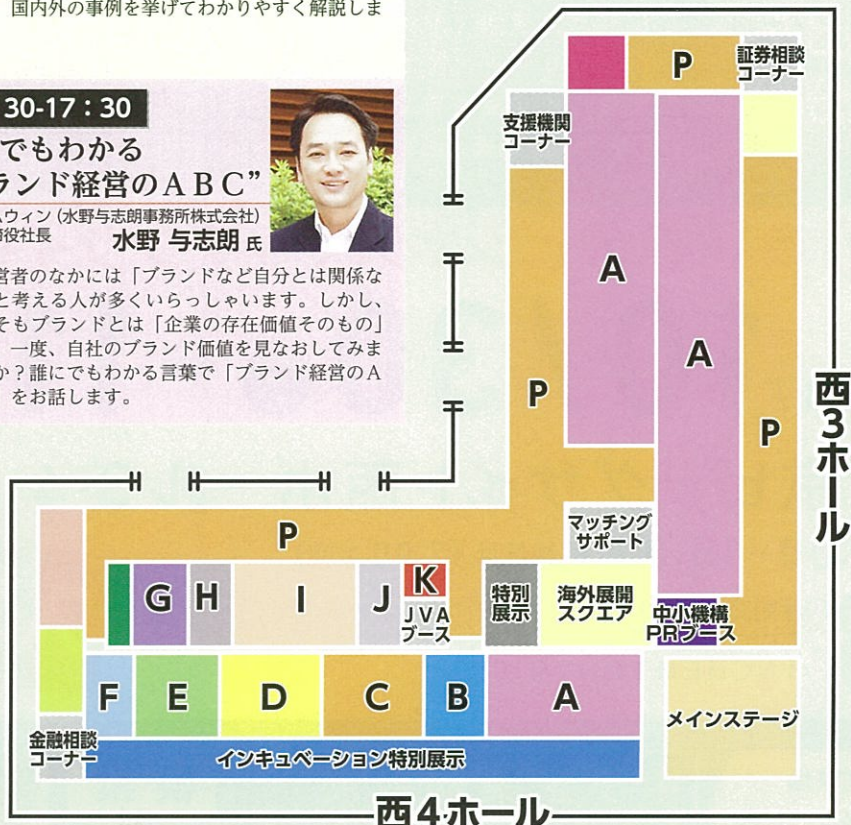 国内外の事例を挙げてわかりやすく解説しま
30-17：30
でもわかる
ランド経営のＡＢＣ”
ウィン（水野与志朗事務所株式会社）
締役社長
水野 与志朗 氏
営者のなかには「ブランドなど自分とは関係な
と考える人が多くいらっしゃいます。しかし、
そもブランドとは「企業の存在価値そのもの」
一度、自社のブランド価値を見なおしてみま
か？誰にでもわかる言葉で「ブランド経営のＡ
をお話します。
P
証券相談
コーナー
支援機関
コーナー
A
A
P
P
西3ホール
P
マッチング
サポート
G
H
I
J
K
JVA
ブース
特別
展示
海外展開
スクエア
中小機構
PRブース
F
E
D
C
B
A
メインステージ
金融相談
コーナー
インキュベーション特別展示
西4ホール